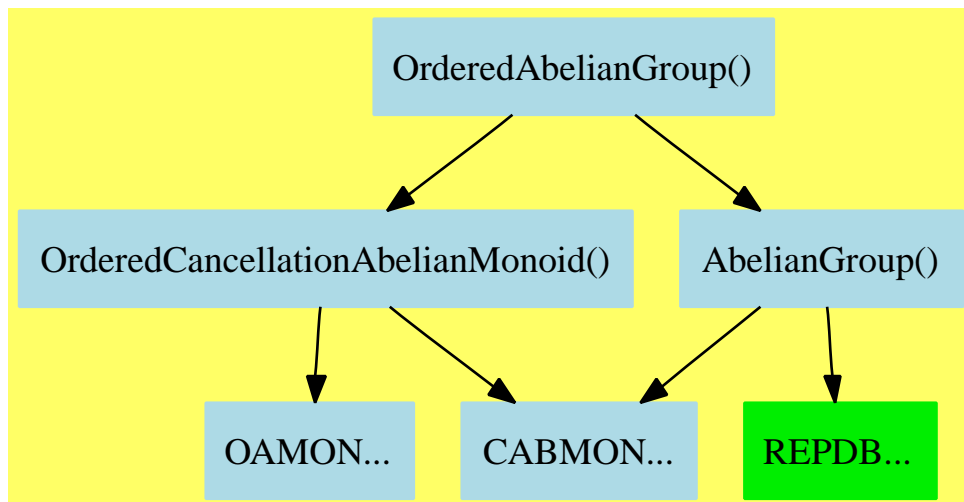 OrderedAbelianGroup()
OrderedCancellationAbelianMonoid()
AbelianGroup()
OAMON...
CABMON...
REPDB...